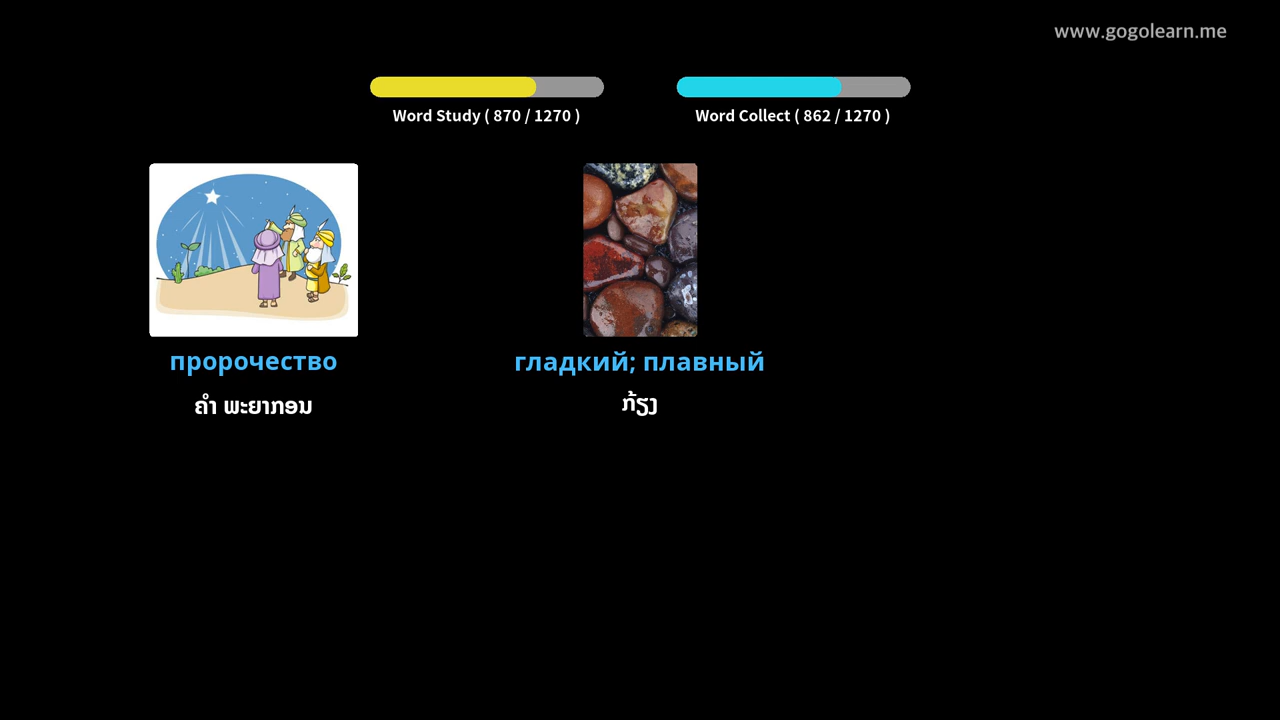 www.gogolearn.me
Word Study ( 870 / 1270 )
Word Collect ( 862 / 1270 )
пророчество
ຄຳ ພະຍາກອນ
гладкий; плавный
ກ້ຽງ